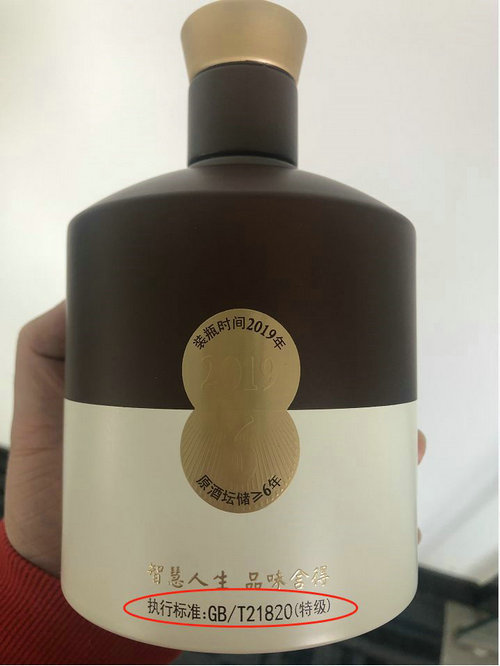 装瓶时间2019年
2019
6
原酒坛储≥6年
智慧人生 品味舍得
执行标准:GB/T21820(特级)